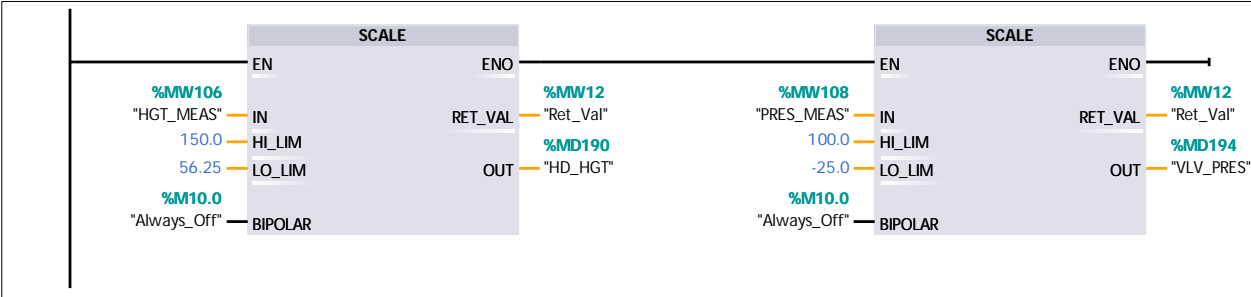 SCALE
EN ENO
%MW106 %MW12
"HGT_MEAS" IN RET_VAL "Ret_Val"
150.0 HI_LIM %MD190
56.25 LO_LIM OUT "HD_HGT"
%M10.0
"Always_Off" BIPOLAR
SCALE
EN ENO
%MW108 %MW12
"PRES_MEAS" IN RET_VAL "Ret_Val"
100.0 HI_LIM %MD194
-25.0 LO_LIM OUT "VLV_PRES"
%M10.0
"Always_Off" BIPOLAR